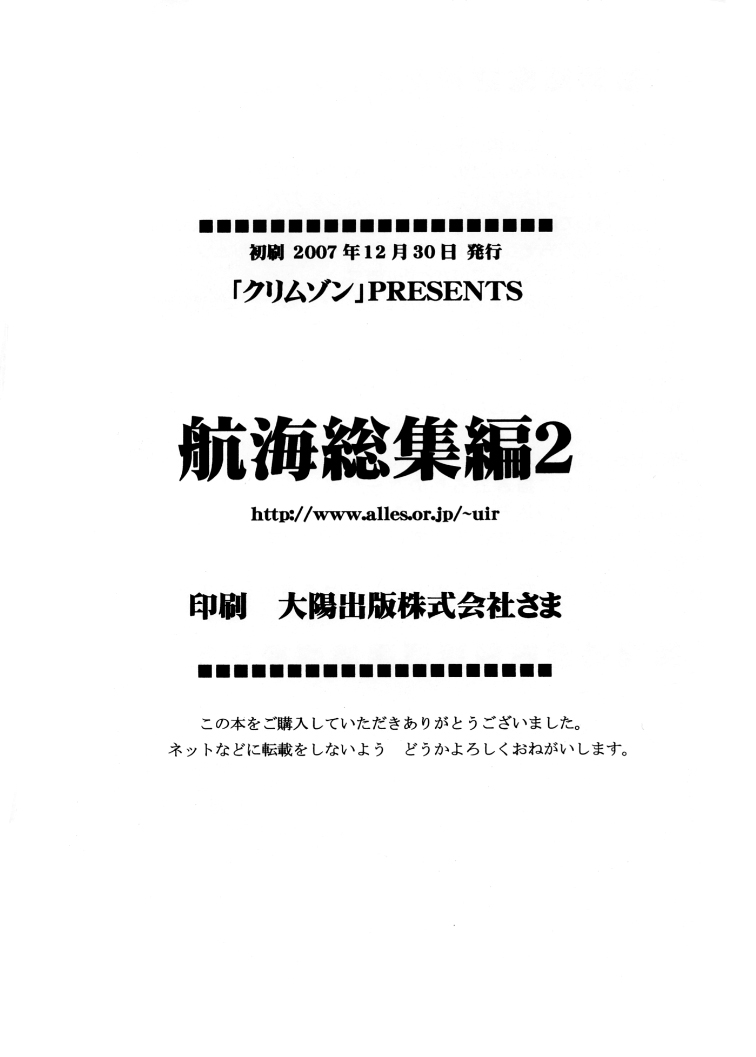 初刷 2007年12月30日 発行
「クリムゾン」PRESENTS
航海総集編2
http://www.alles.or.jp/~uir
印刷　大陽出版株式会社さま
この本をご購入していただきありがとうございました。
ネットなどに転載をしないよう　どうかよろしくおねがいします。